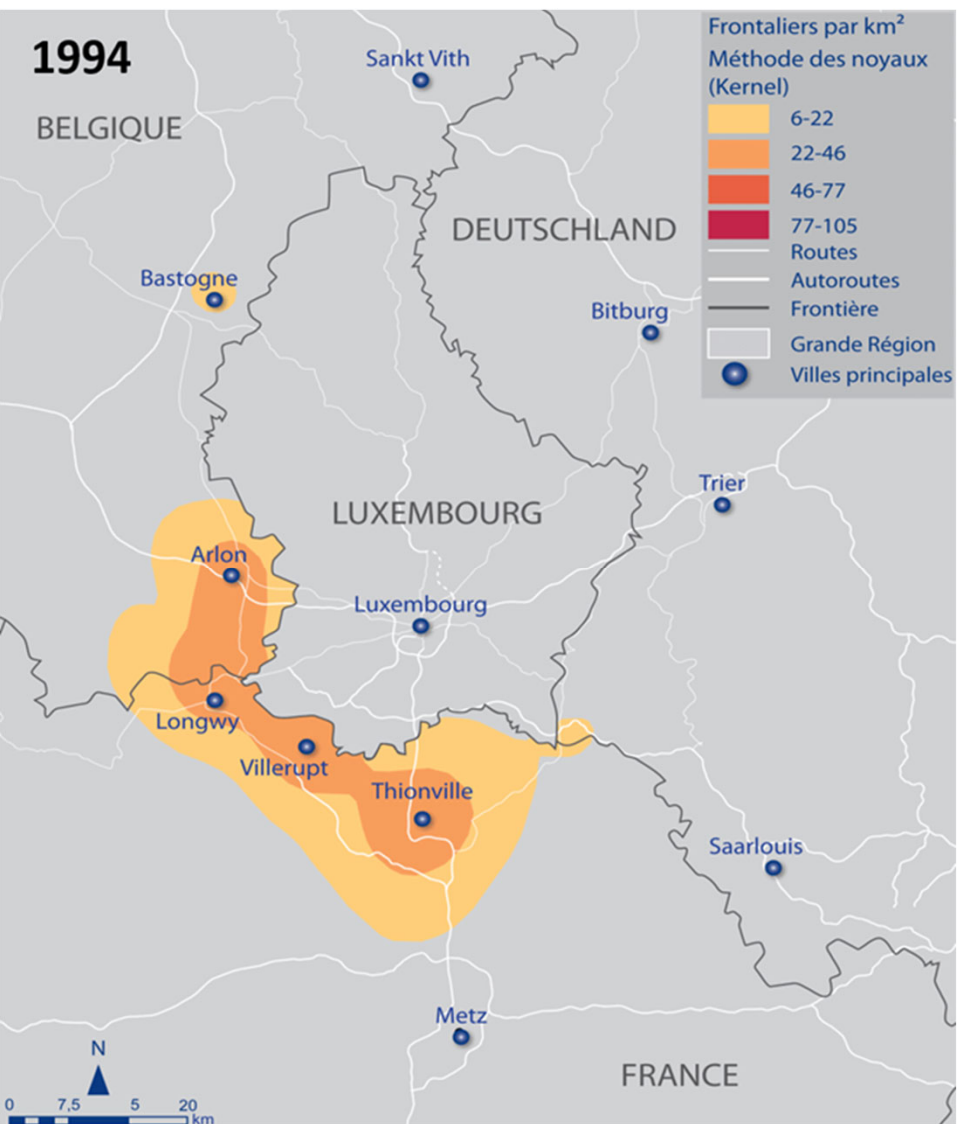 1994
Sankt Vith
BELGIQUE
DEUTSCHLAND
Bastogne
Bitburg
Trier
LUXEMBOURG
Arlon
Luxembourg
Longwy
Villerupt
Thionville
Saarlouis
Metz
FRANCE
Frontaliers par km²
Méthode des noyaux
(Kernel)
6-22
22-46
46-77
77-105
Routes
Autoroutes
Frontière
Grande Région
Villes principales
N
0 7,5 5 20
km